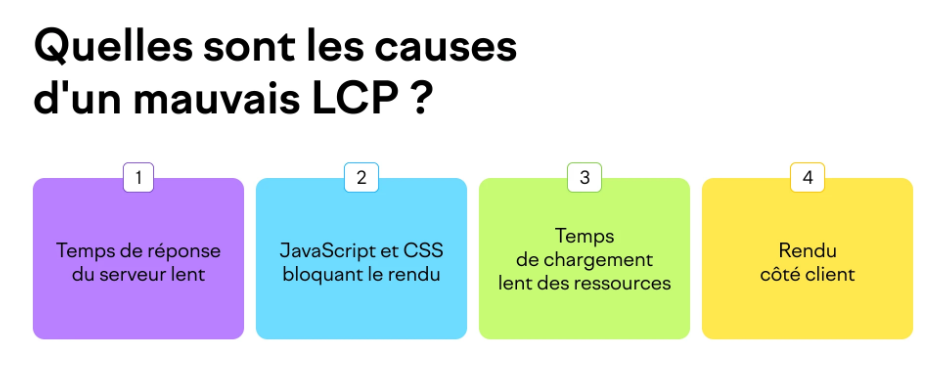 Quelles sont les causes
d'un mauvais LCP ?
1
Temps de réponse
du serveur lent
2
JavaScript et CSS
bloquant le rendu
3
Temps
de chargement
lent des ressources
4
Rendu
côté client